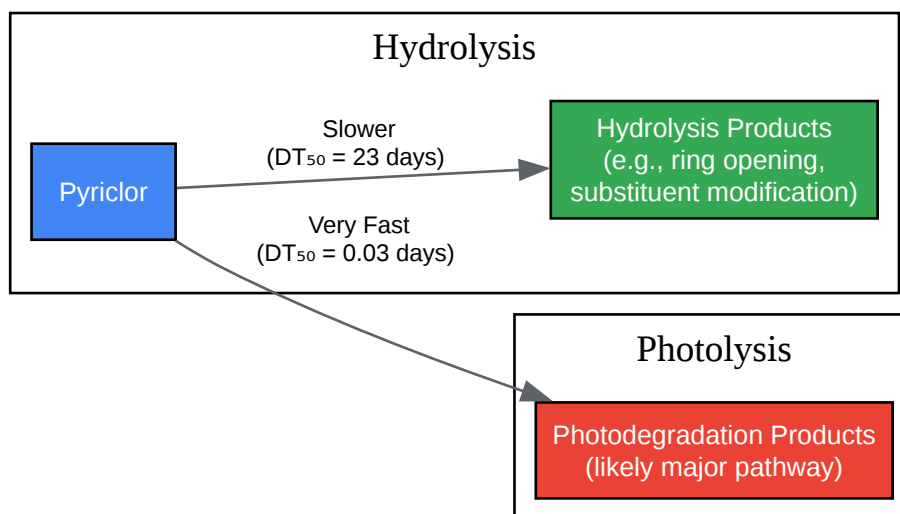 Hydrolysis
Pyriclor
Slower
(DT₅₀ = 23 days)
Hydrolysis Products
(e.g., ring opening,
substituent modification)
Very Fast
(DT₅₀ = 0.03 days)
Photolysis
Photodegradation Products
(likely major pathway)